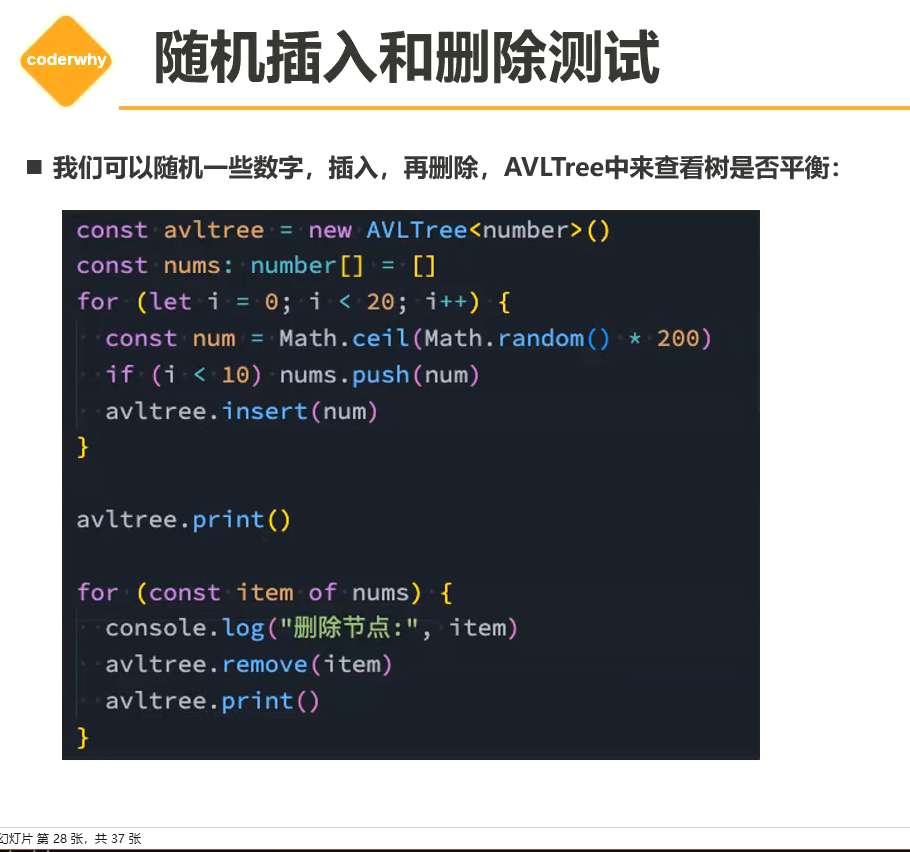 coderwhy
随机插入和删除测试
■ 我们可以随机一些数字，插入，再删除，AVLTree中来查看树是否平衡：
const avltree = new AVLTree<number>()
const nums: number[] = []
for (let i = 0; i < 20; i++) {
  const num = Math.ceil(Math.random() * 200)
  if (i < 10) nums.push(num)
  avltree.insert(num)
}
avltree.print()
for (const item of nums) {
  console.log("删除节点:", item)
  avltree.remove(item)
  avltree.print()
}
幻灯片 第 28 张，共 37 张